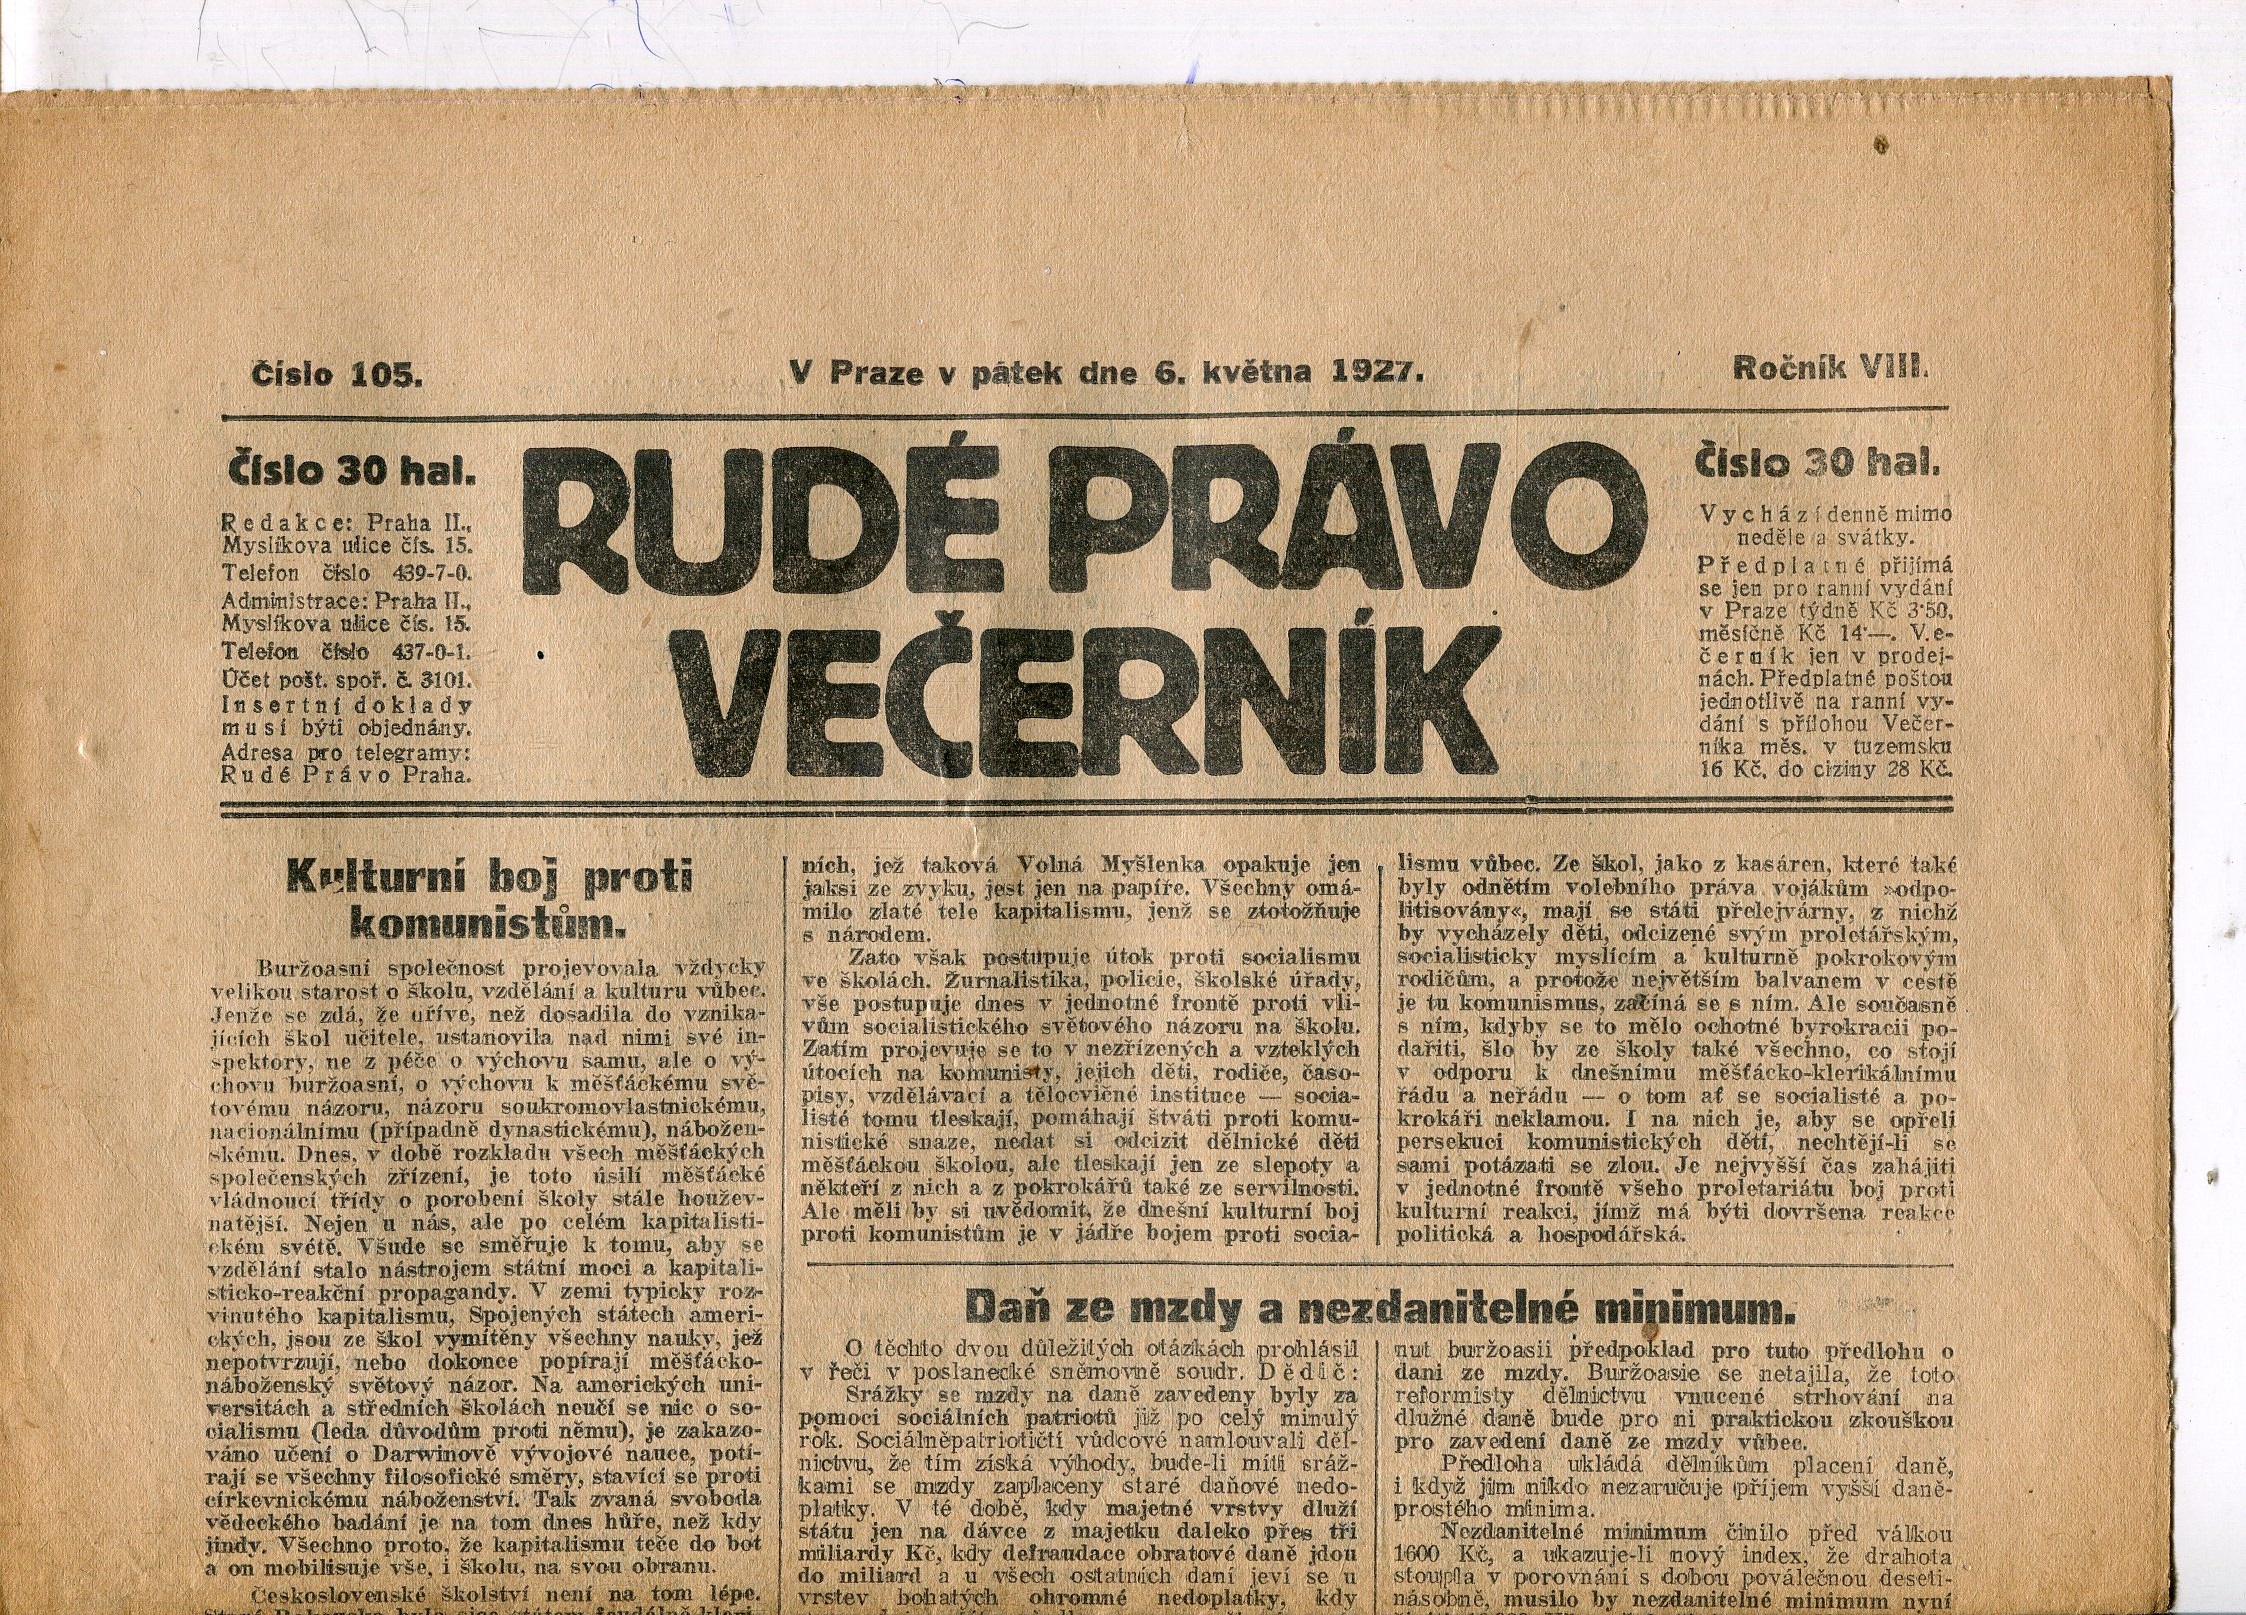 Číslo 105.
V Praze v pátek dne 6. května 1927.
Ročník VIII.
Číslo 30 hal.
Redakce: Praha II.,
Myslíkova ulice čís. 15.
Telefon číslo 439-7-0.
Administrace: Praha II.,
Myslíkova ulice čís. 15.
Telefon číslo 437-0-1.
Účet pošt. spoř. č. 3101.
Insertní doklady
musí býti objednány.
Adresa pro telegramy:
Rudé Právo Praha.
RUDÉ PRÁVO
VEČERNÍK
Číslo 30 hal.
Vychází denně mimo
neděle a svátky.
Předplatné přijímá
se jen pro ranní vydání
v Praze týdně Kč 3·50,
měsíčně Kč 14·—. Ve-
černík jen v prodej-
nách. Předplatné poštou
jednotlivě na ranní vy-
dání s přílohou Večer-
níka měs. v tuzemsku
16 Kč, do ciziny 28 Kč.
Kulturní boj proti
komunistům.
Buržoasní společnost projevovala vždycky
velikou starost o školu, vzdělání a kulturu vůbec.
Jenže se zdá, že dříve, než dosadila do vznika-
jících škol učitele, ustanovila nad nimi své in-
spektory, ne z péče o výchovu samu, ale o vý-
chovu buržoasní, o výchovu k měšťáckému svě-
tovému názoru, názoru soukromovlastnickému,
nacionálnímu (případně dynastickému), nábožen-
skému. Dnes, v době rozkladu všech měšťáckých
společenských zřízení, je toto úsilí měšťácké
vládnoucí třídy o porobení školy stále houžev-
natější. Nejen u nás, ale po celém kapitalisti-
ckém světě. Všude se směřuje k tomu, aby se
vzdělání stalo nástrojem státní moci a kapitali-
sticko-reakční propagandy. V zemi typicky roz-
vinutého kapitalismu, Spojených státech ameri-
ckých, jsou ze škol vymítěny všechny nauky, jež
nepotvrzují, nebo dokonce popírají měšťácko-
náboženský světový názor. Na amerických uni-
versitách a středních školách neučí se nic o so-
cialismu (leda důvodům proti němu), je zakazo-
váno učení o Darwinově vývojové nauce, potí-
rají se všechny filosofické směry, stavící se proti
církevnickému náboženství. Tak zvaná svoboda
vědeckého badání je na tom dnes hůře, než kdy
jindy. Všechno proto, že kapitalismu teče do bot
a on mobilisuje vše, i školu, na svou obranu.
Československé školství není na tom lépe.
ních, jež taková Volná Myšlenka opakuje jen
jaksi ze zvyku, jest jen na papíře. Všechny omá-
milo zlaté tele kapitalismu, jenž se ztotožňuje
s národem.
Zato však postupuje útok proti socialismu
ve školách. Žurnalistika, policie, školské úřady,
vše postupuje dnes v jednotné frontě proti vli-
vům socialistického světového názoru na školu.
Zatím projevuje se to v nezřízených a vzteklých
útocích na komunisty, jejich děti, rodiče, časo-
pisy, vzdělávací a tělocvičné instituce — socia-
listé tomu tleskají, pomáhají štváti proti komu-
nistické snaze, nedat si odcizit dělnické děti
měšťáckou školou, ale tleskají jen ze slepoty a
někteří z nich a z pokrokářů také ze servilnosti.
Ale měli by si uvědomit, že dnešní kulturní boj
proti komunistům je v jádře bojem proti socia-
lismu vůbec. Ze škol, jako z kasáren, které také
byly odnětím volebního práva vojákům »odpo-
litisovány«, mají se státi přelejvárny, z nichž
by vycházely děti, odcizené svým proletářským,
socialisticky myslícím a kulturně pokrokovým
rodičům, a protože největším balvanem v cestě
je tu komunismus, začíná se s ním. Ale současně
s ním, kdyby se to mělo ochotné byrokracii po-
dařiti, šlo by ze školy také všechno, co stojí
v odporu k dnešnímu měšťácko-klerikálnímu
řádu a neřádu — o tom ať se socialisté a po-
krokáři neklamou. I na nich je, aby se opřeli
persekuci komunistických dětí, nechtějí-li se
sami potázati se zlou. Je nejvyšší čas zahájiti
v jednotné frontě všeho proletariátu boj proti
kulturní reakci, jímž má býti dovršena reakce
politická a hospodářská.
Daň ze mzdy a nezdanitelné minimum.
O těchto dvou důležitých otázkách prohlásil
v řeči v poslanecké sněmovně soudr. Dědič:
Srážky se mzdy na daně zavedeny byly za
pomoci sociálních patriotů již po celý minulý
rok. Sociálněpatriotičtí vůdcové namlouvali děl-
nictvu, že tím získá výhody, bude-li míti sráž-
kami se mzdy zaplaceny staré daňové nedo-
platky. V té době, kdy majetné vrstvy dluží
státu jen na dávce z majetku daleko přes tři
miliardy Kč, kdy defraudace obratové daně jdou
do miliard a u všech ostatních daní jeví se u
vrstev bohatých ohromné nedoplatky, kdy
nut buržoasii předpoklad pro tuto předlohu o
dani ze mzdy. Buržoasie se netajila, že toto
reformisty dělnictvu vnucené strhování na
dlužné daně bude pro ni praktickou zkouškou
pro zavedení daně ze mzdy vůbec.
Předloha ukládá dělníkům placení daně,
i když jim nikdo nezaručuje příjem vyšší daně-
prostého minima.
Nezdanitelné minimum činilo před válkou
1600 Kč, a ukazuje-li nový index, že drahota
stoupla v porovnání s dobou poválečnou deseti-
násobně, musilo by nezdanitelné minimum nyní